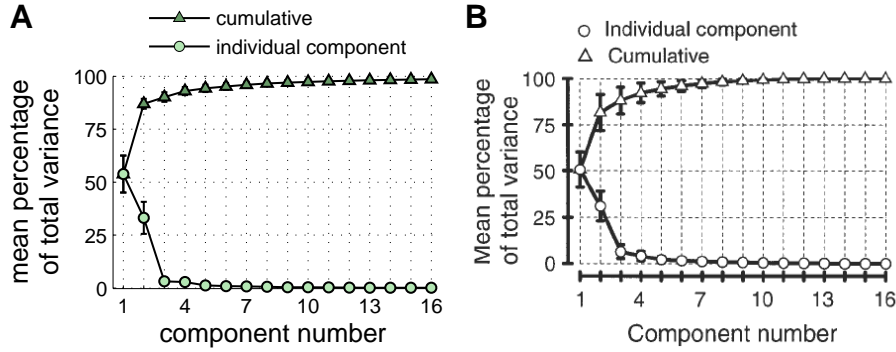 A
cumulative
individual component
mean percentage
of total variance
100
75
50
25
0
1 4 7 10 13 16
component number
B
Individual component
Cumulative
Mean percentage
of total variance
100
75
50
25
0
1 4 7 10 13 16
Component number